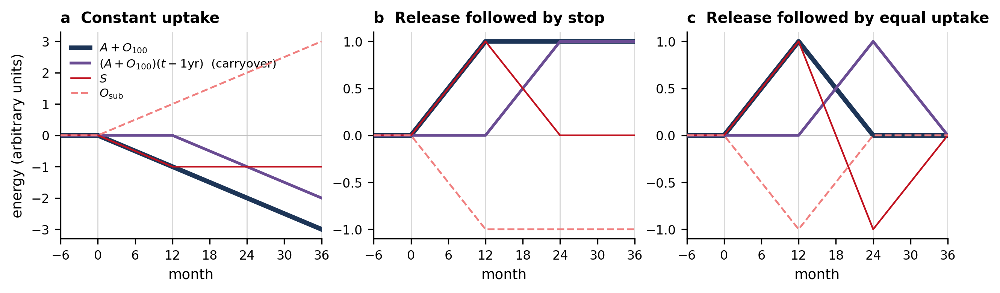 a Constant uptake
energy (arbitrary units)
3
2
1
0
−1
−2
−3
A + O100
(A + O100)(t − 1yr) (carryover)
S
Osub
−6 0 6 12 18 24 30 36
month
b Release followed by stop
1.0
0.5
0.0
−0.5
−1.0
−6 0 6 12 18 24 30 36
month
c Release followed by equal uptake
1.0
0.5
0.0
−0.5
−1.0
−6 0 6 12 18 24 30 36
month